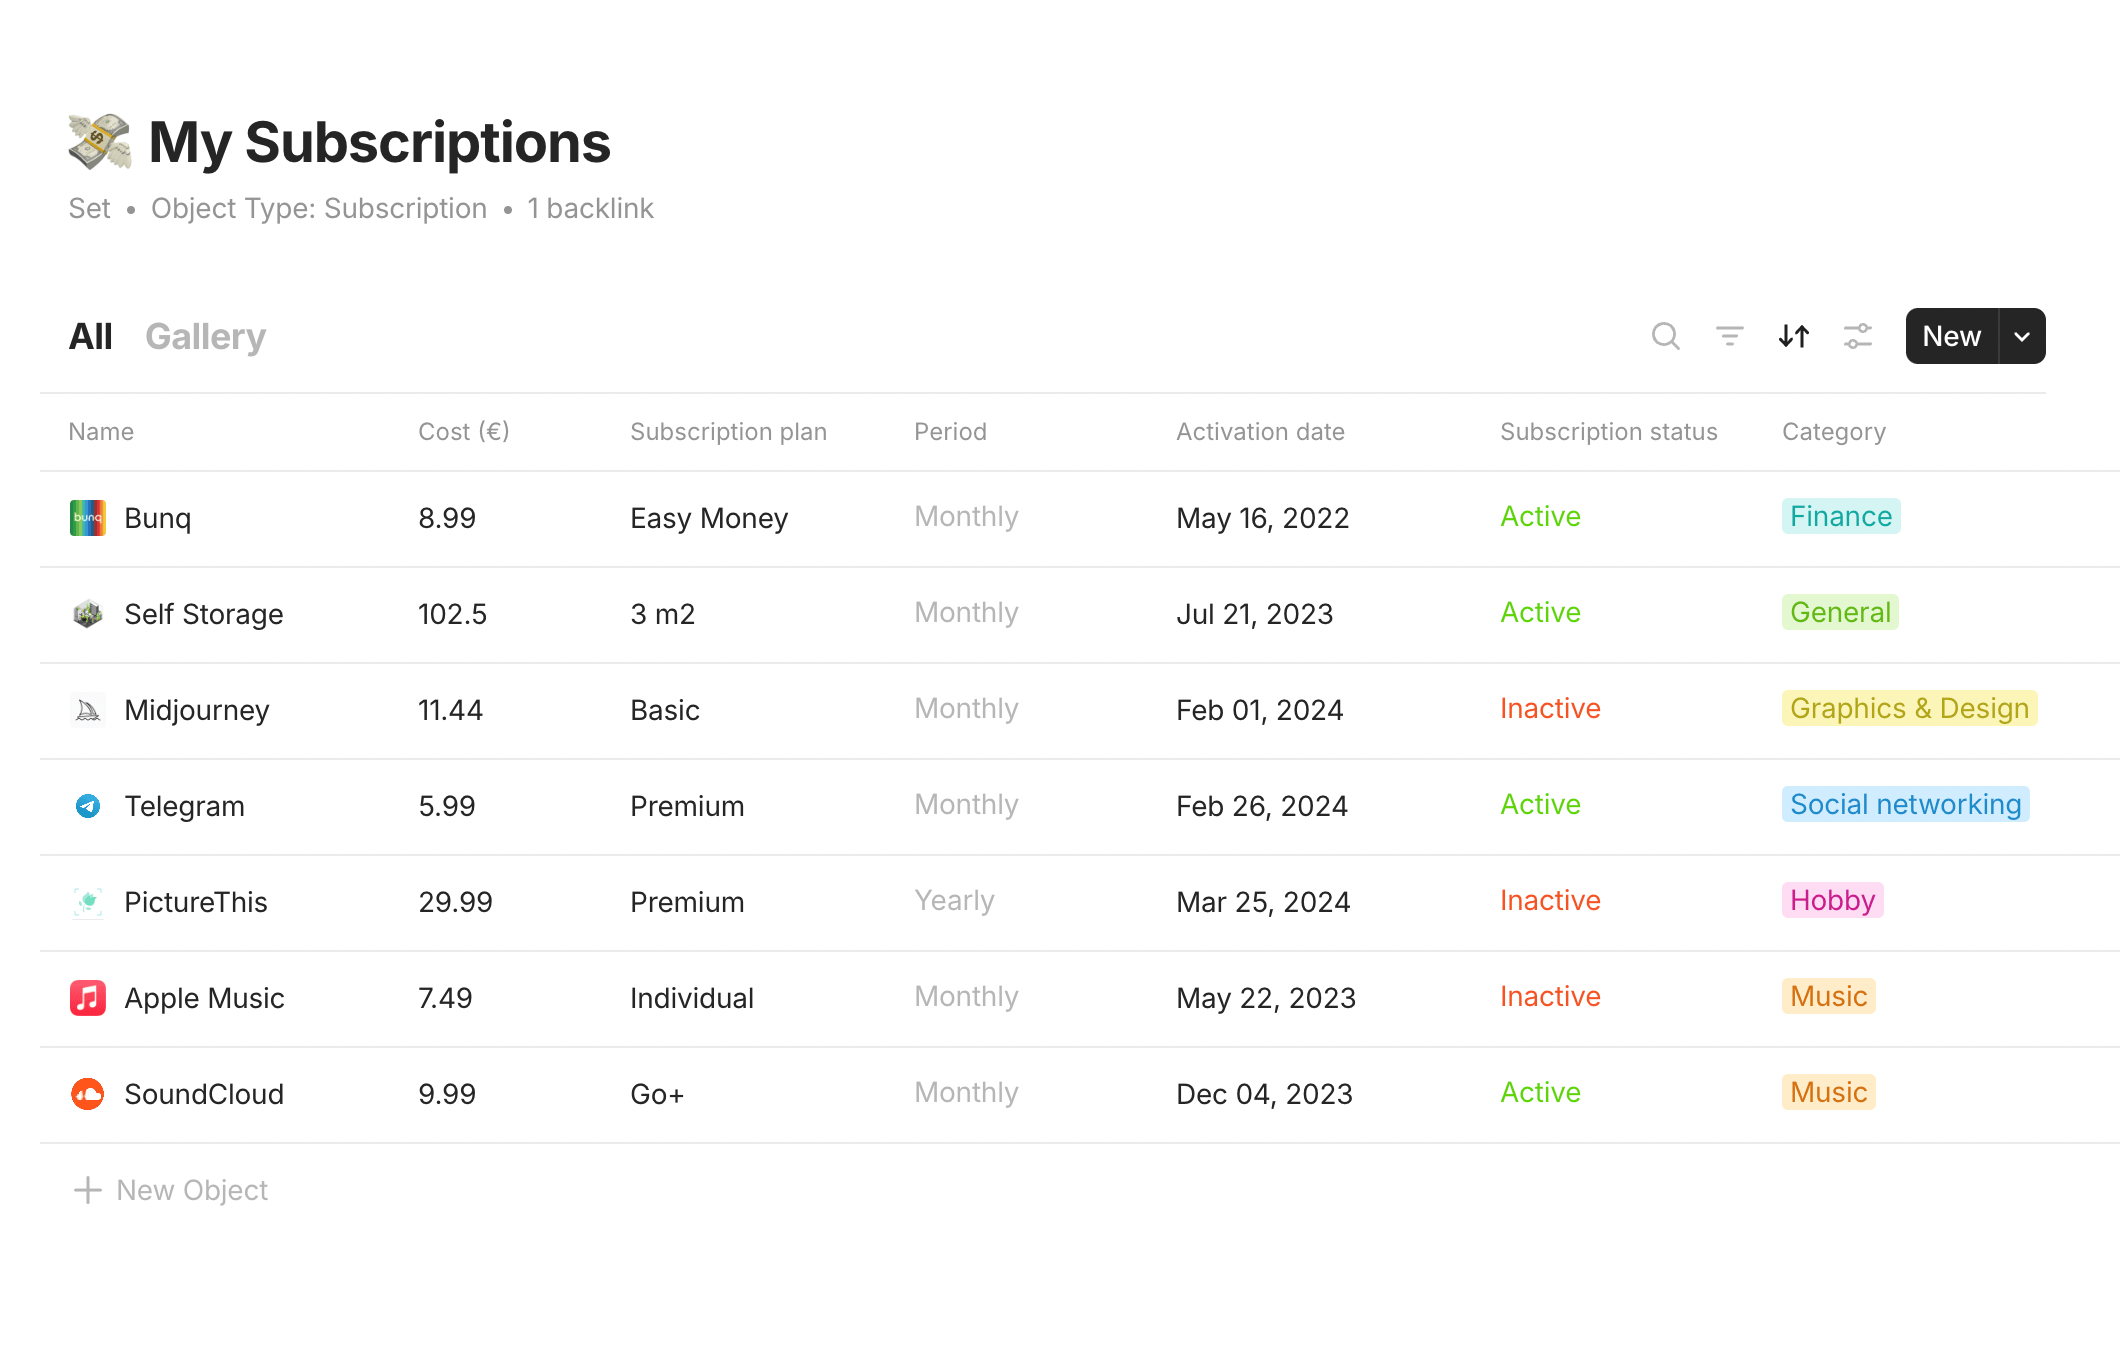 My Subscriptions
Set • Object Type: Subscription • 1 backlink
All Gallery New
Name Cost (€) Subscription plan Period Activation date Subscription status Category
bunq Bunq 8.99 Easy Money Monthly May 16, 2022 Active Finance
Self Storage 102.5 3 m2 Monthly Jul 21, 2023 Active General
Midjourney 11.44 Basic Monthly Feb 01, 2024 Inactive Graphics & Design
Telegram 5.99 Premium Monthly Feb 26, 2024 Active Social networking
PictureThis 29.99 Premium Yearly Mar 25, 2024 Inactive Hobby
Apple Music 7.49 Individual Monthly May 22, 2023 Inactive Music
SoundCloud 9.99 Go+ Monthly Dec 04, 2023 Active Music
New Object